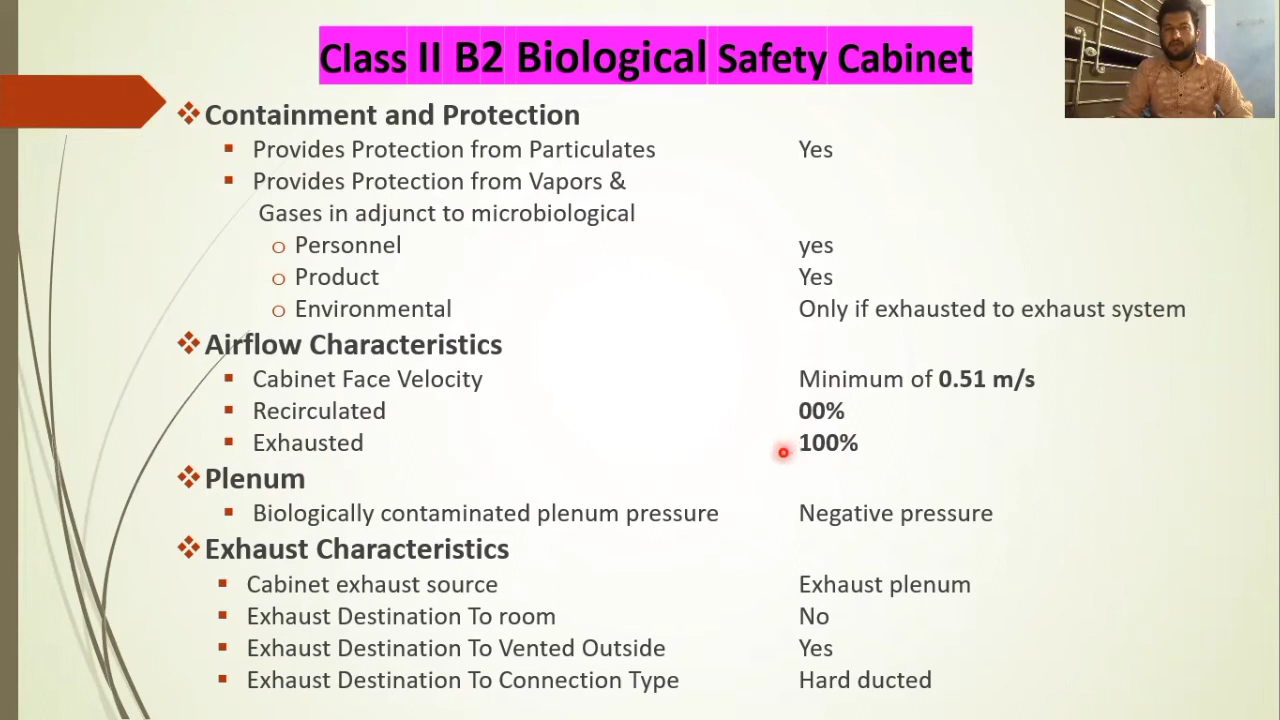 Class II B2 Biological Safety Cabinet
Containment and Protection
Provides Protection from Particulates Yes
Provides Protection from Vapors &
Gases in adjunct to microbiological
o Personnel yes
o Product Yes
o Environmental Only if exhausted to exhaust system
Airflow Characteristics
Cabinet Face Velocity Minimum of 0.51 m/s
Recirculated 00%
Exhausted 100%
Plenum
Biologically contaminated plenum pressure Negative pressure
Exhaust Characteristics
Cabinet exhaust source Exhaust plenum
Exhaust Destination To room No
Exhaust Destination To Vented Outside Yes
Exhaust Destination To Connection Type Hard ducted